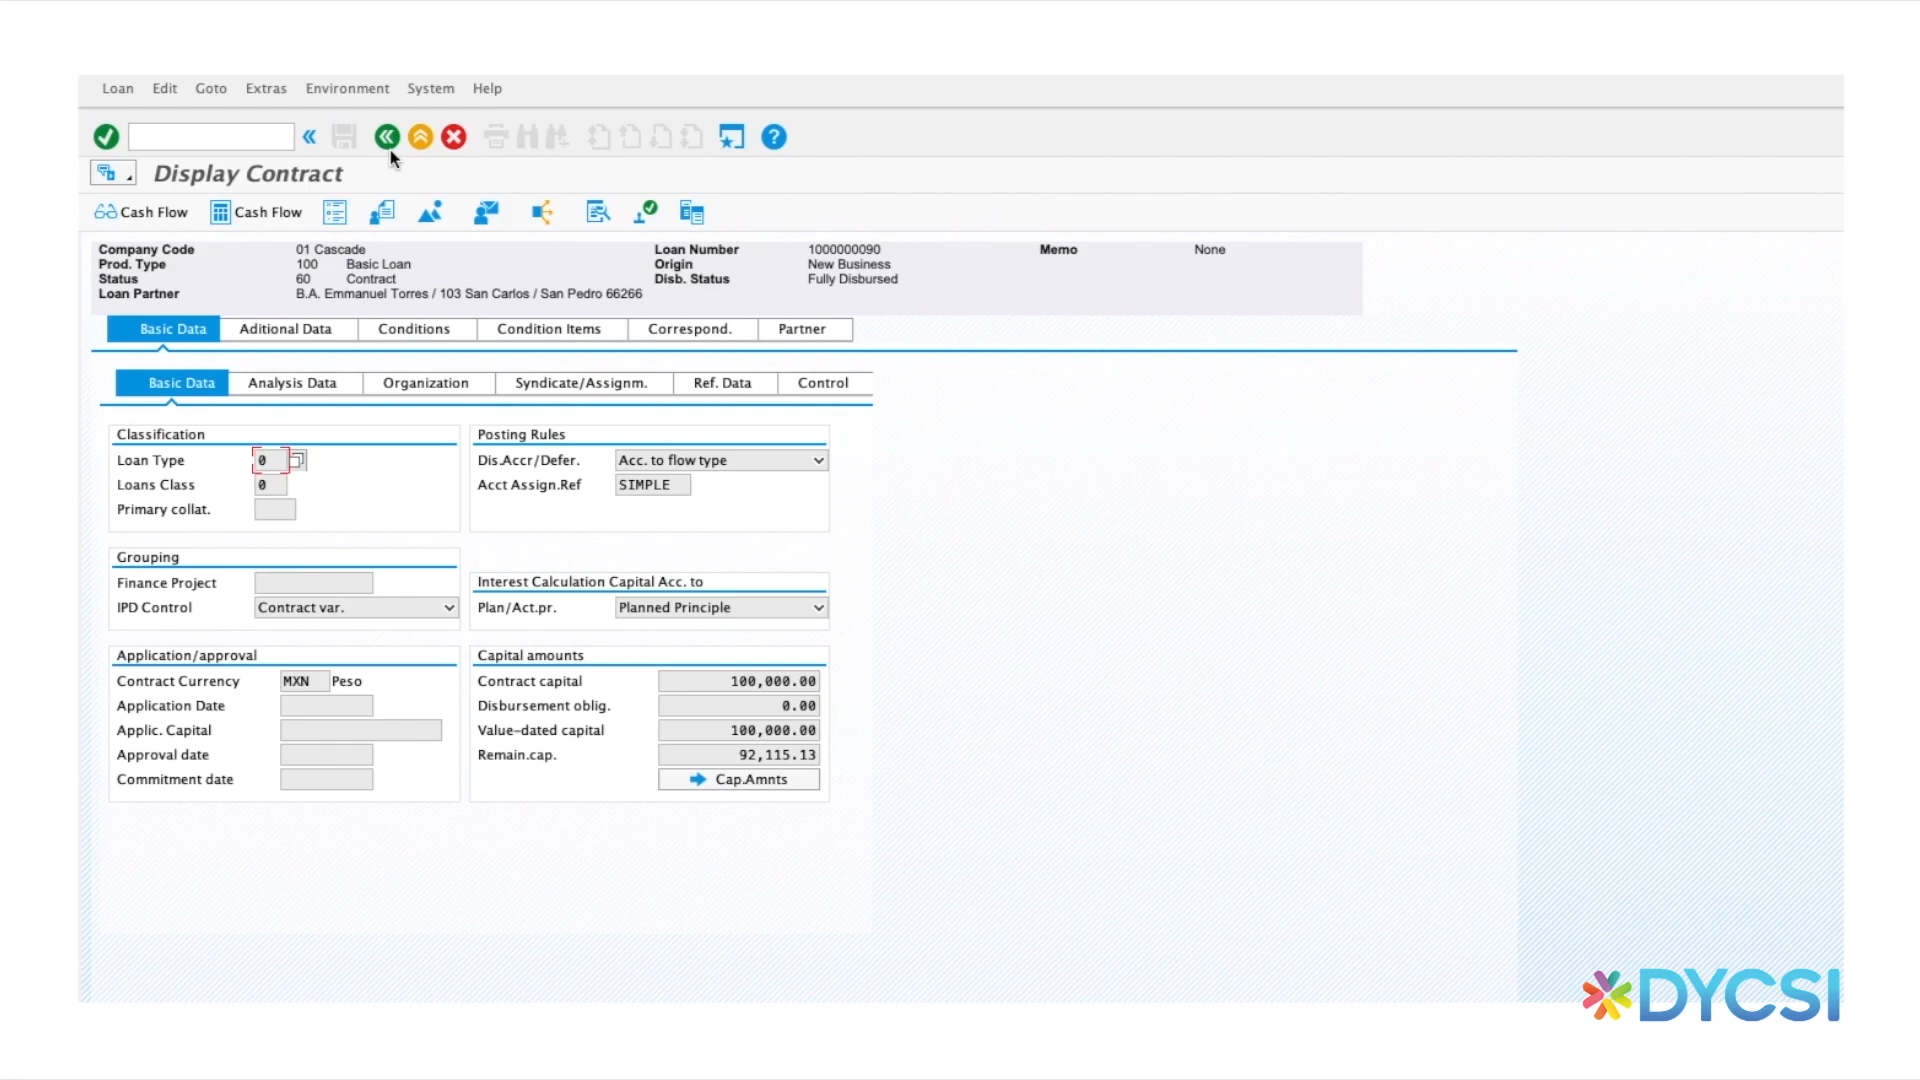 Loan Edit Goto Extras Environment System Help
Display Contract
Cash Flow Cash Flow
Company Code 01 Cascade Loan Number 1000000090 Memo None
Prod. Type 100 Basic Loan Origin New Business
Status 60 Contract Disb. Status Fully Disbursed
Loan Partner B.A. Emmanuel Torres / 103 San Carlos / San Pedro 66266
Basic Data Aditional Data Conditions Condition Items Correspond. Partner
Basic Data Analysis Data Organization Syndicate/Assignm. Ref. Data Control
Classification
Loan Type 0
Loans Class 0
Primary collat.
Posting Rules
Dis.Accr/Defer. Acc. to flow type
Acct Assign.Ref SIMPLE
Grouping
Finance Project
IPD Control Contract var.
Interest Calculation Capital Acc. to
Plan/Act.pr. Planned Principle
Application/approval
Contract Currency MXN Peso
Application Date
Applic. Capital
Approval date
Commitment date
Capital amounts
Contract capital 100,000.00
Disbursement oblig. 0.00
Value-dated capital 100,000.00
Remain.cap. 92,115.13
Cap.Amnts
DYCSI